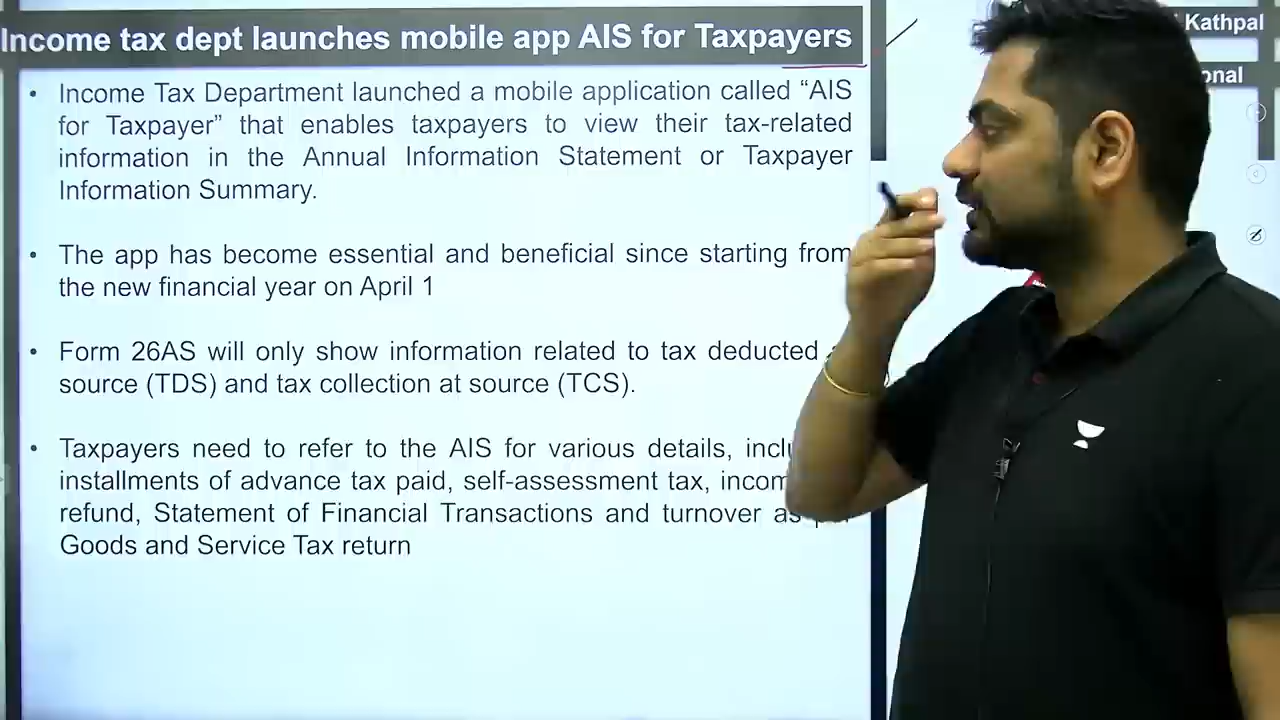 Income tax dept launches mobile app AIS for Taxpayers
Kathpal
onal
• Income Tax Department launched a mobile application called “AIS
for Taxpayer” that enables taxpayers to view their tax-related
information in the Annual Information Statement or Taxpayer
Information Summary.
• The app has become essential and beneficial since starting from
the new financial year on April 1
• Form 26AS will only show information related to tax deducted
source (TDS) and tax collection at source (TCS).
• Taxpayers need to refer to the AIS for various details,
installments of advance tax paid, self-assessment tax,
refund, Statement of Financial Transactions and turnover as
Goods and Service Tax return